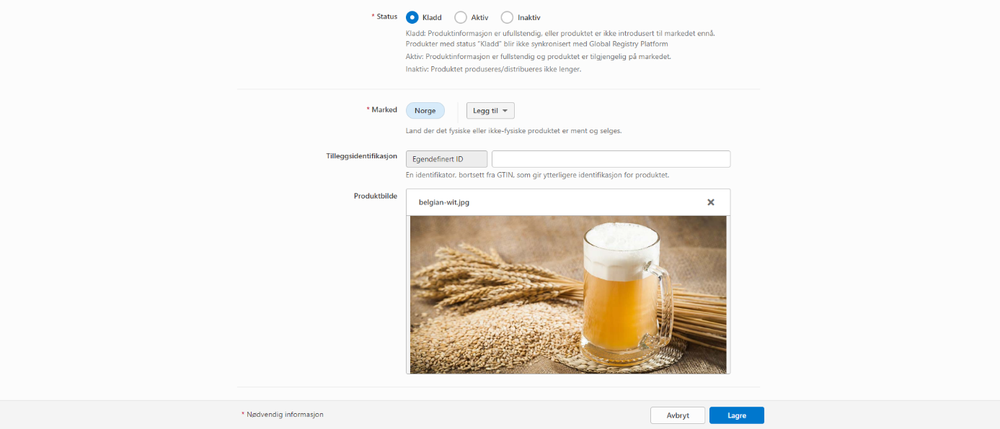 * Status Kladd Aktiv Inaktiv
Kladd: Produktinformasjon er ufullstendig, eller produktet er ikke introdusert til markedet ennå.
Produkter med status "Kladd" blir ikke synkronisert med Global Registry Platform
Aktiv: Produktinformasjon er fullstendig og produktet er tilgjengelig på markedet.
Inaktiv: Produktet produseres/distribueres ikke lenger.
* Marked Norge Legg til
Land der det fysiske eller ikke-fysiske produktet er ment og selges.
Tilleggsidentifikasjon Egendefinert ID
En identifikator, bortsett fra GTIN, som gir ytterligere identifikasjon for produktet.
Produktbilde belgian-wit.jpg
* Nødvendig informasjon Avbryt Lagre